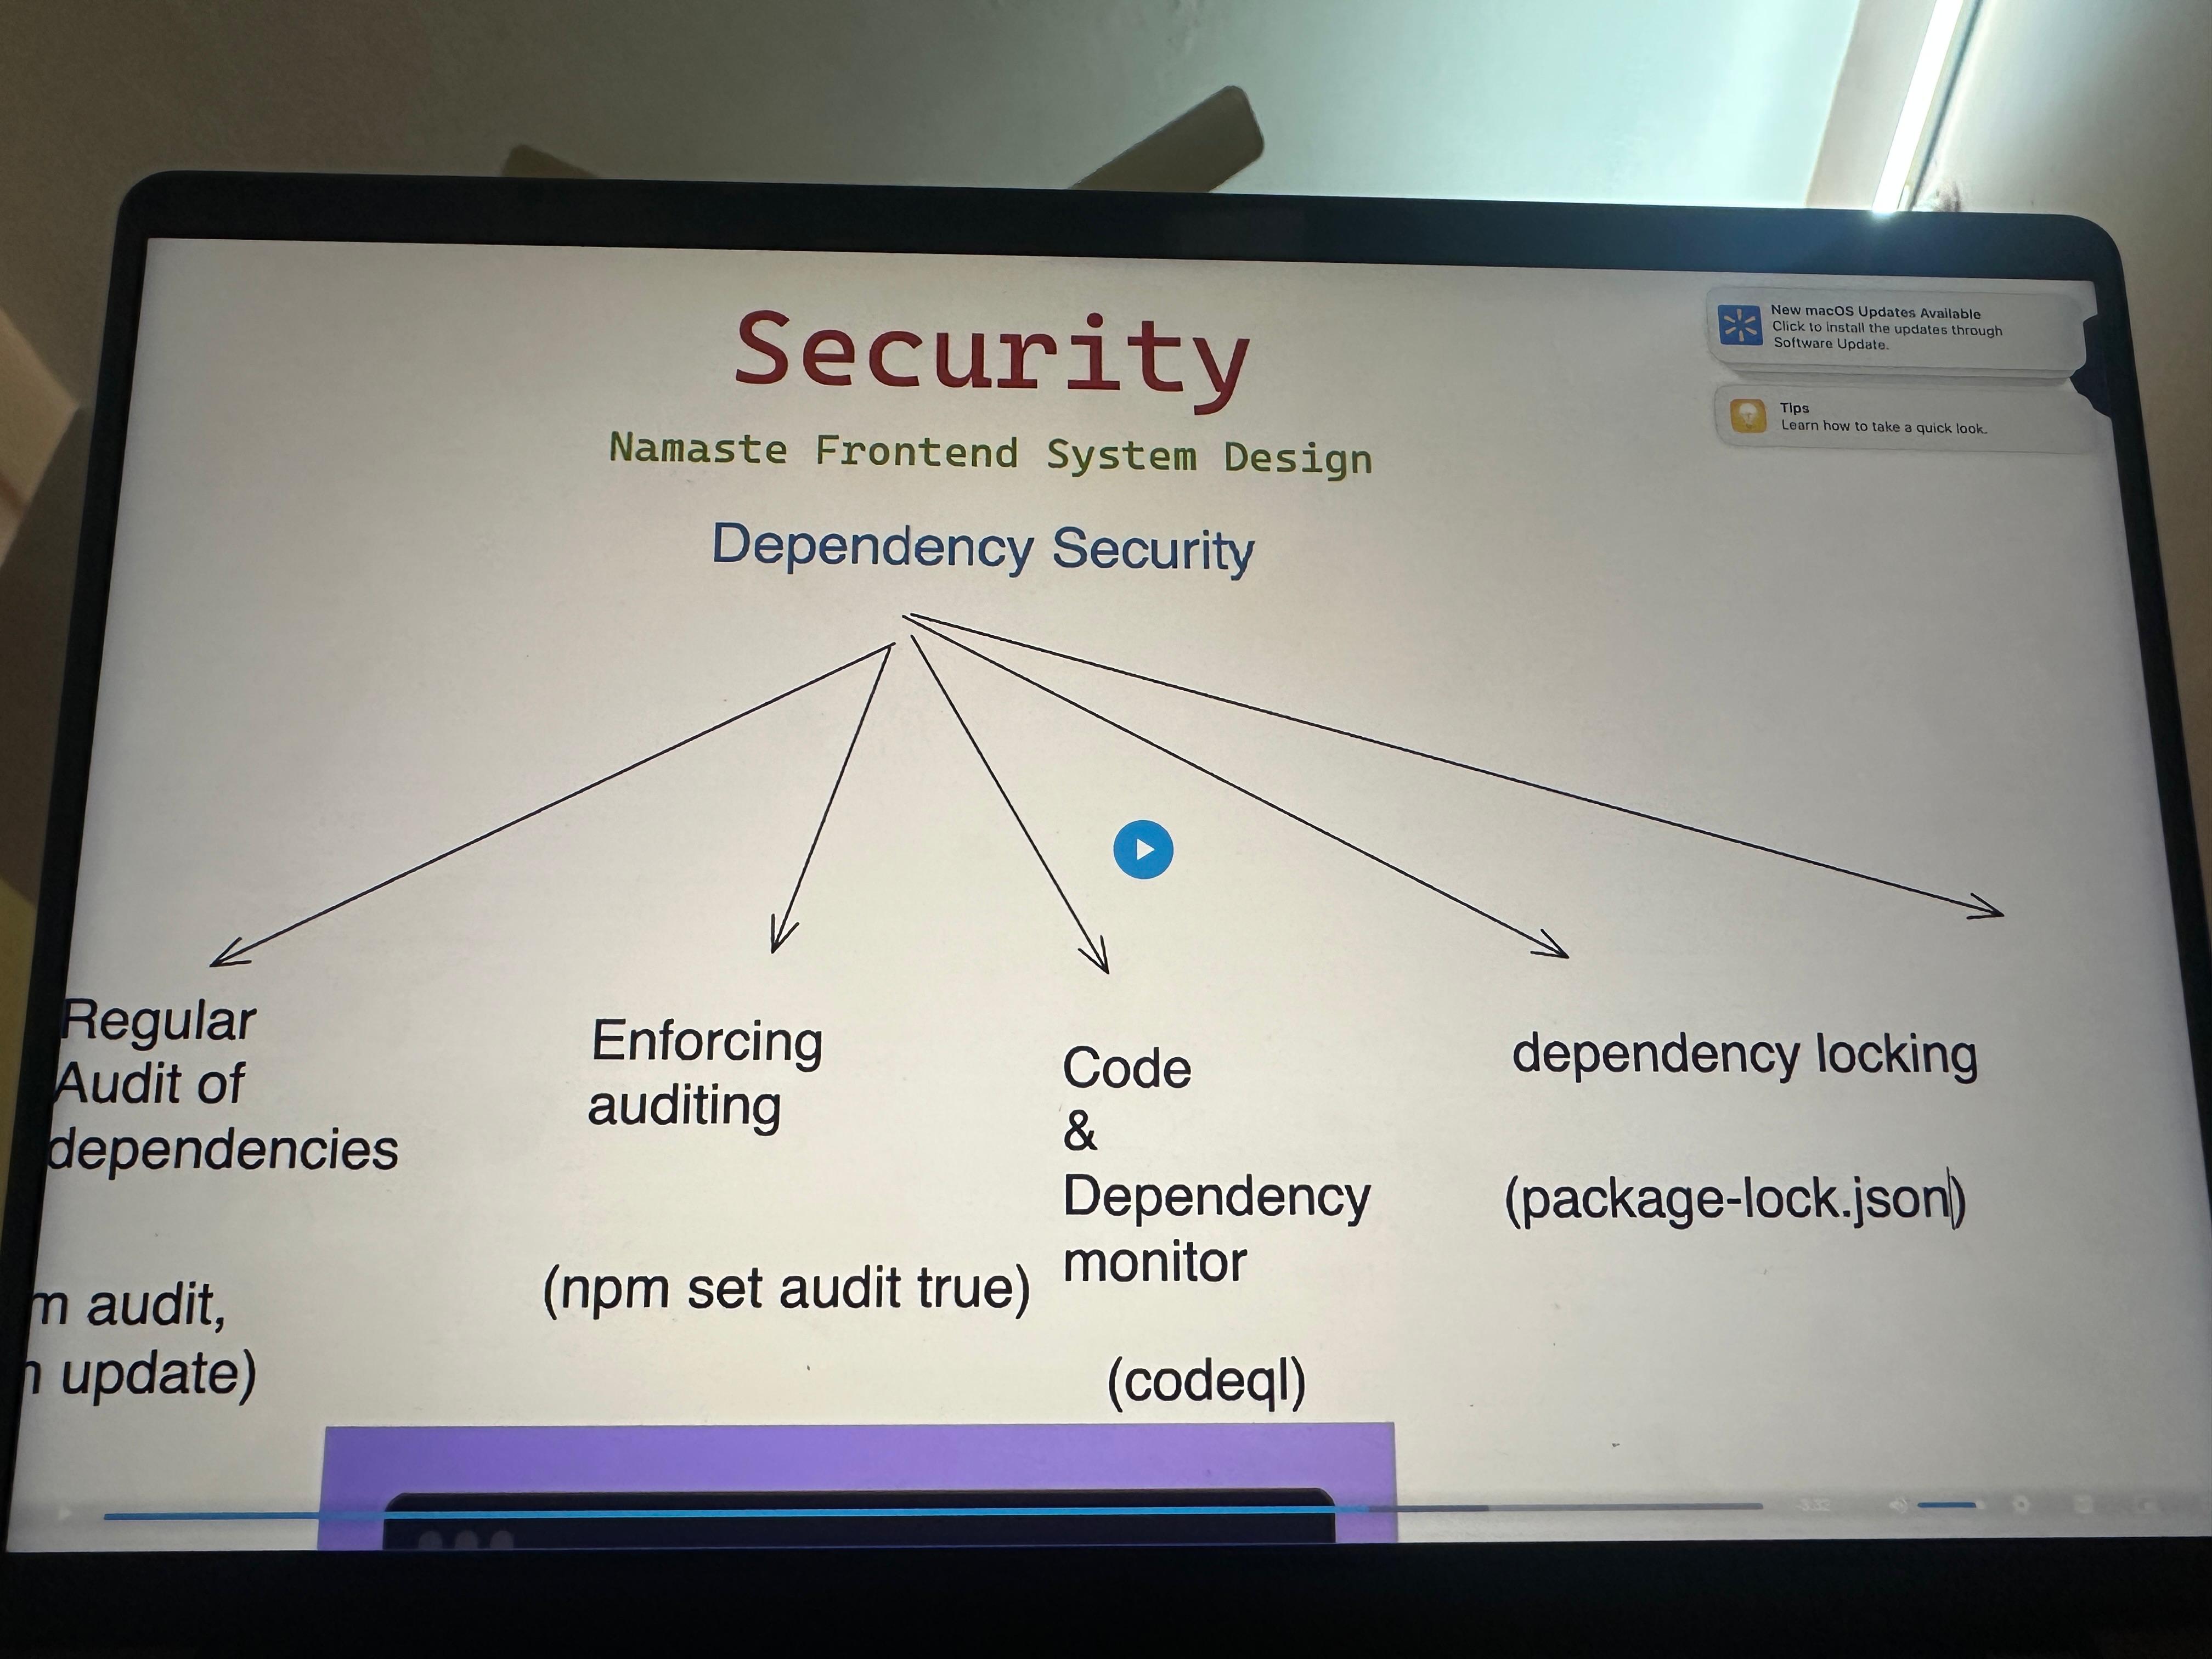 Security
Namaste Frontend System Design
Dependency Security
New macOS Updates Available
Click to install the updates through
Software Update.
Tips
Learn how to take a quick look.
Regular
Audit of
dependencies
m audit,
update)
Enforcing
auditing
(npm set audit true)
Code
&
Dependency
monitor
(codeql)
dependency locking
(package-lock.json)